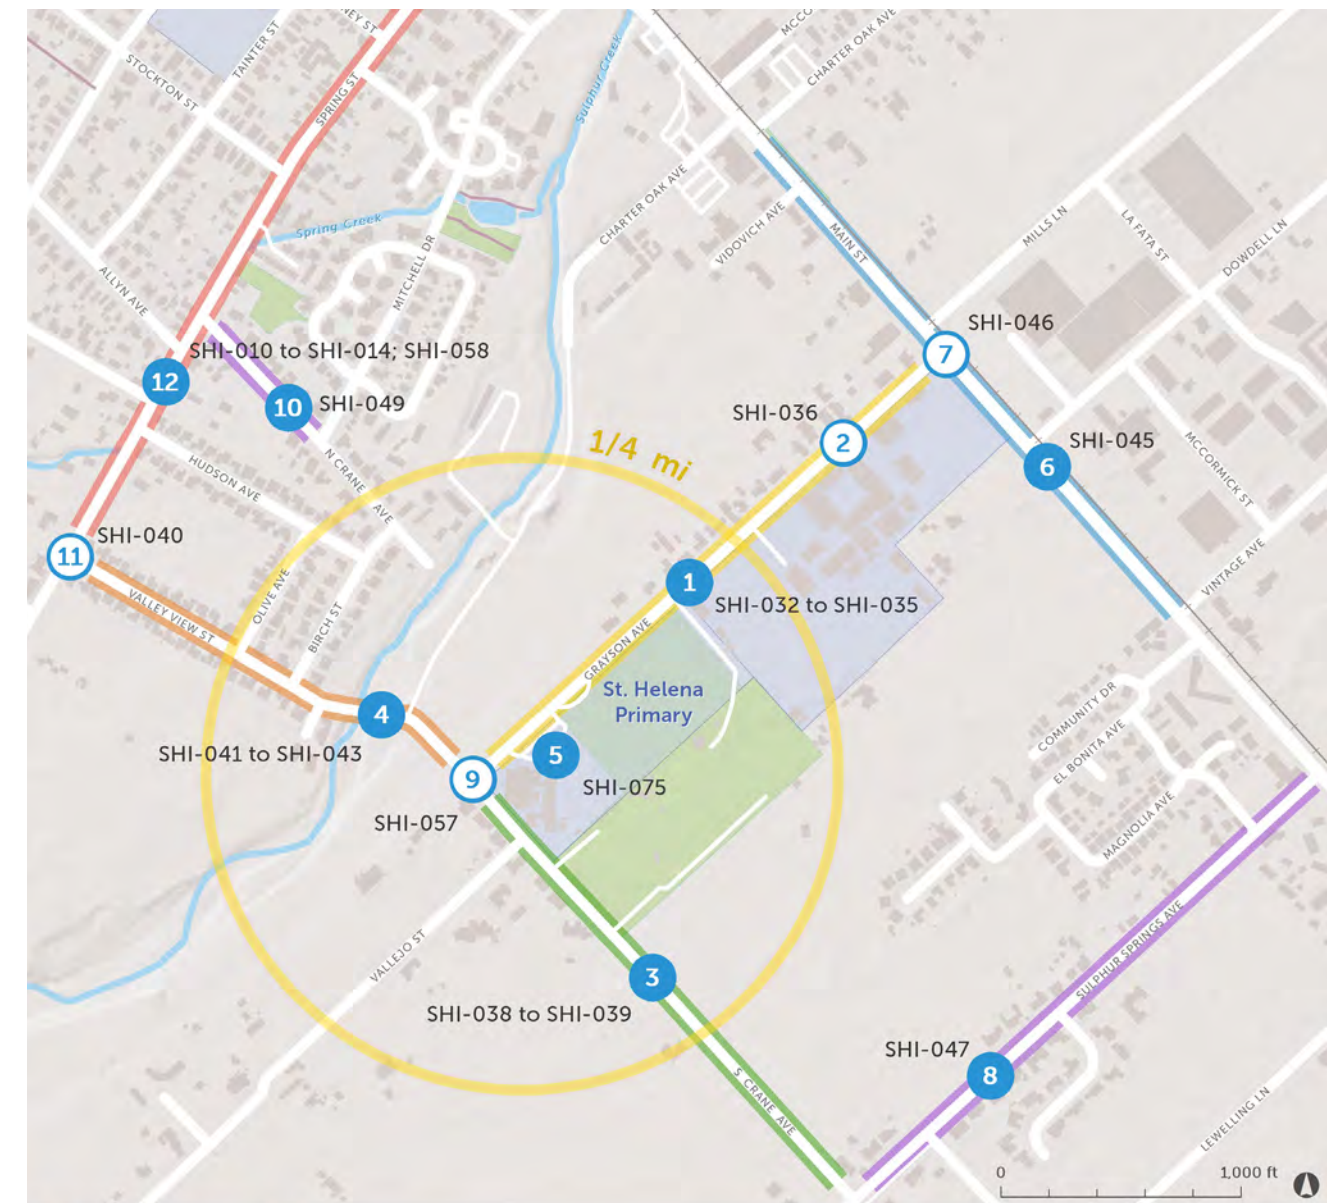 NEY ST
MCCO
CHARTER OAK AVE
TAINTER ST
STOCKTON ST
SPRING ST
Sulphur Creek
CHARTER OAK AVE
Spring Creek
VIDOVICH AVE
MAIN ST
MILLS LN
LA FATA ST
DOWDELL LN
ALLYN AVE
MITCHELL DR
SHI-046
7
SHI-010 to SHI-014; SHI-058
12
10
SHI-049
SHI-036
2
1/4 mi
SHI-045
6
HUDSON AVE
N CRANE AVE
MCCORMICK ST
SHI-040
11
VINTAGE AVE
1
SHI-032 to SHI-035
OLIVE AVE
VALLEY VIEW ST
BIRCH ST
GRAYSON AVE
St. Helena
Primary
4
SHI-041 to SHI-043
5
SHI-075
9
SHI-057
COMMUNITY DR
EL BONITA AVE
MAGNOLIA AVE
VALLEJO ST
SULPHUR SPRINGS AVE
3
SHI-038 to SHI-039
SHI-047
8
S CRANE AVE
LEWELLING LN
0
1,000 ft